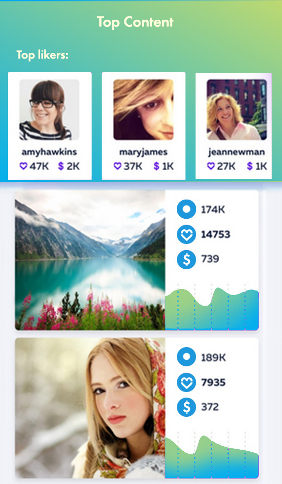 Top Content
Top likers:
amyhawkins
47K $ 2K
maryjames
37K $ 1K
jeannewman
27K $ 1K
174K
14753
$ 739
189K
7935
$ 372